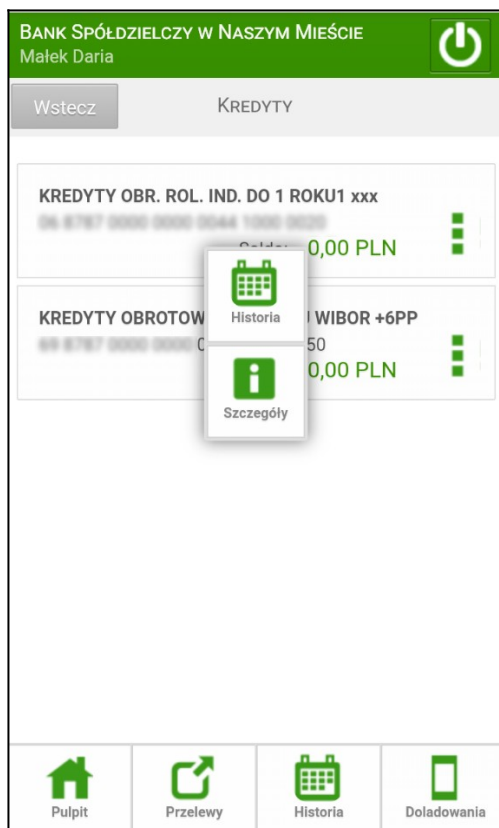 BANK SPÓŁDZIELCZY W NASZYM MIEŚCIE
Małek Daria
Wstecz
KREDYTY
KREDYTY OBR. ROL. IND. DO 1 ROKU1 xxx
0,00 PLN
Historia
KREDYTY OBROTOW WIBOR +6PP
50
0,00 PLN
Szczegóły
Pulpit
Przelewy
Historia
Doladowania